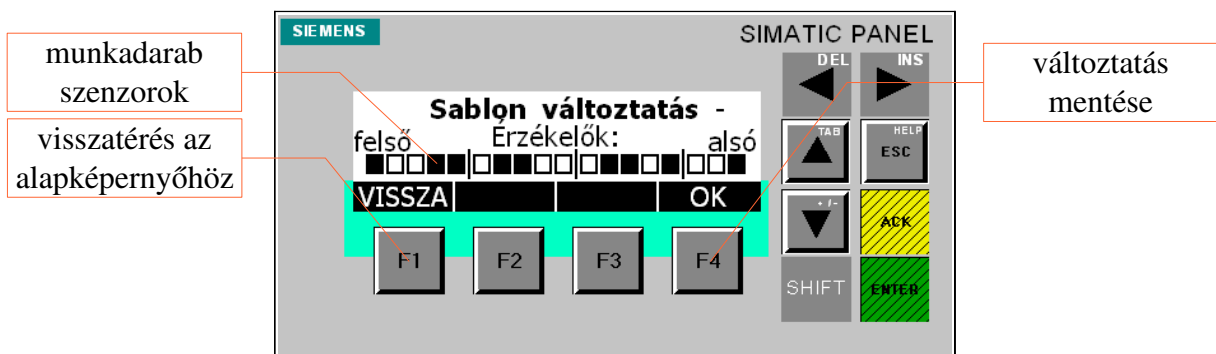 SIEMENS
SIMATIC PANEL
munkadarab
szenzorok
visszatérés az
alapképernyőhöz
Sablon változtatás -
felső Érzékelők: alsó
VISSZA OK
F1 F2 F3 F4
DEL INS
TAB HELP
ESC
+/-
ACK
SHIFT ENTER
változtatás
mentése